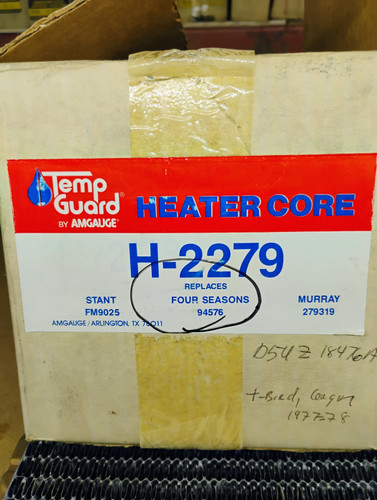 Temp
Guard®
BY AMGAUGE®
HEATER CORE
H-2279
REPLACES
STANT FOUR SEASONS MURRAY
FM9025 94576 279319
AMGAUGE/ARLINGTON, TX 76011
D5UZ 18476A
T-Bird, Cougar
1977 78